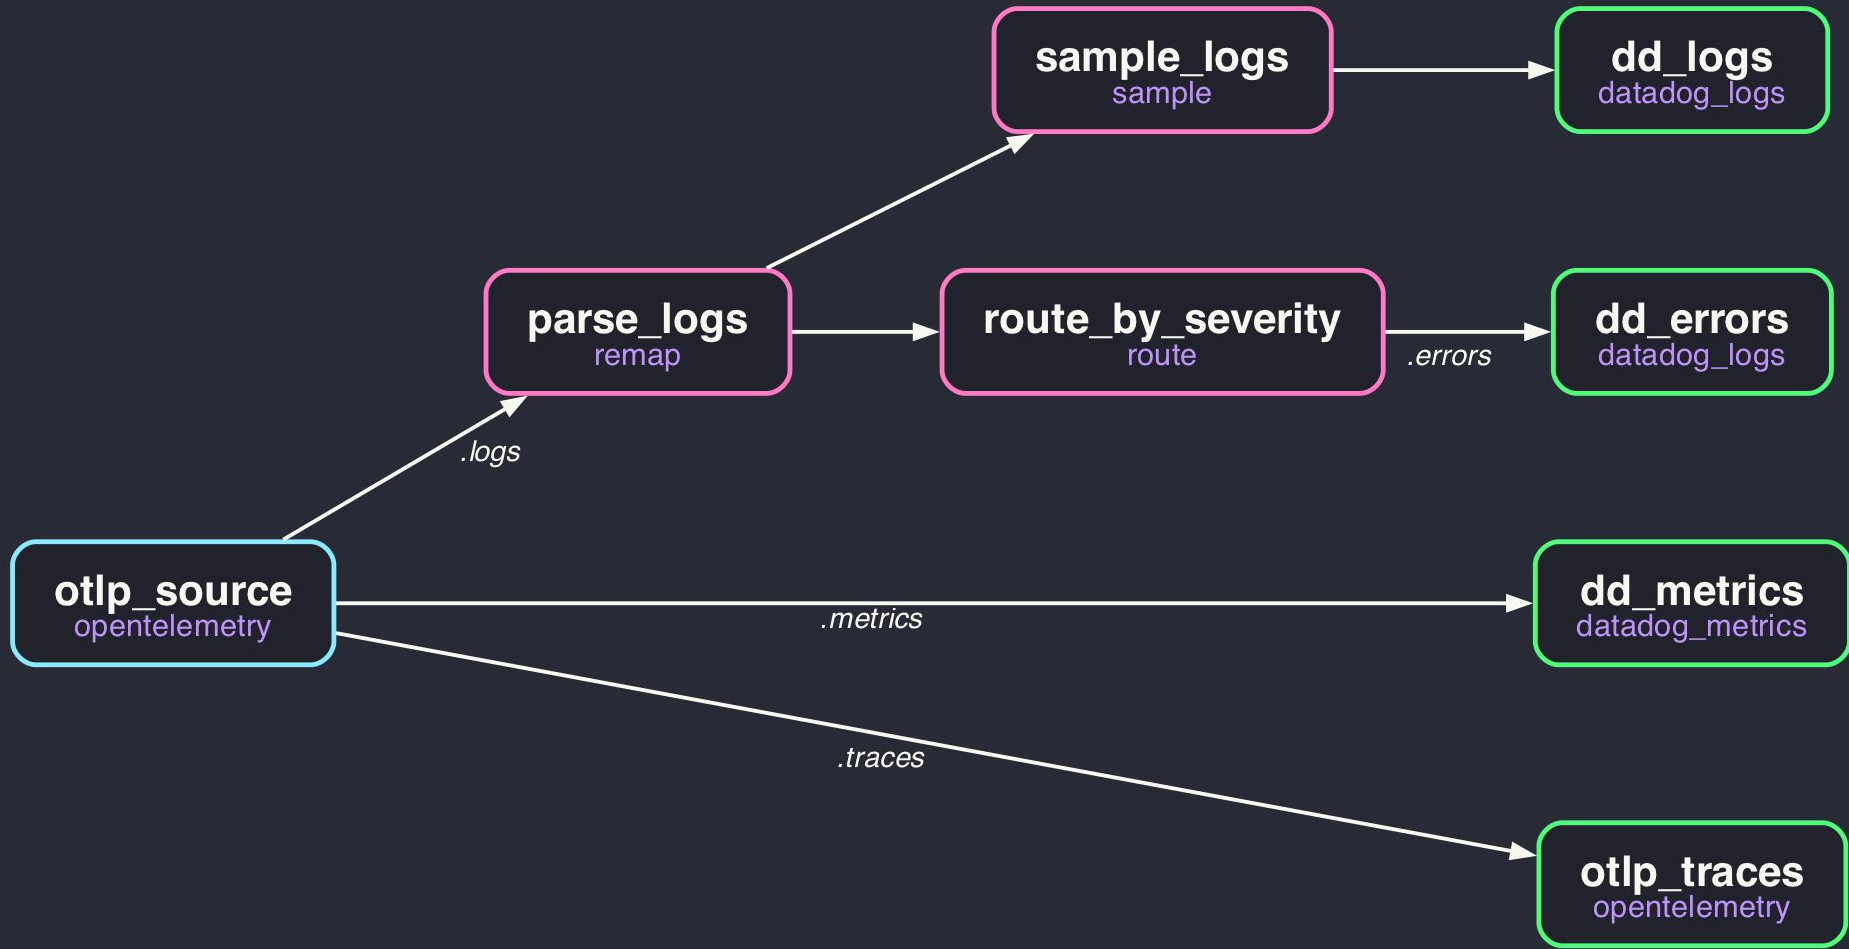 sample_logs
sample
dd_logs
datadog_logs
parse_logs
remap
route_by_severity
route
.errors
dd_errors
datadog_logs
.logs
otlp_source
opentelemetry
.metrics
dd_metrics
datadog_metrics
.traces
otlp_traces
opentelemetry